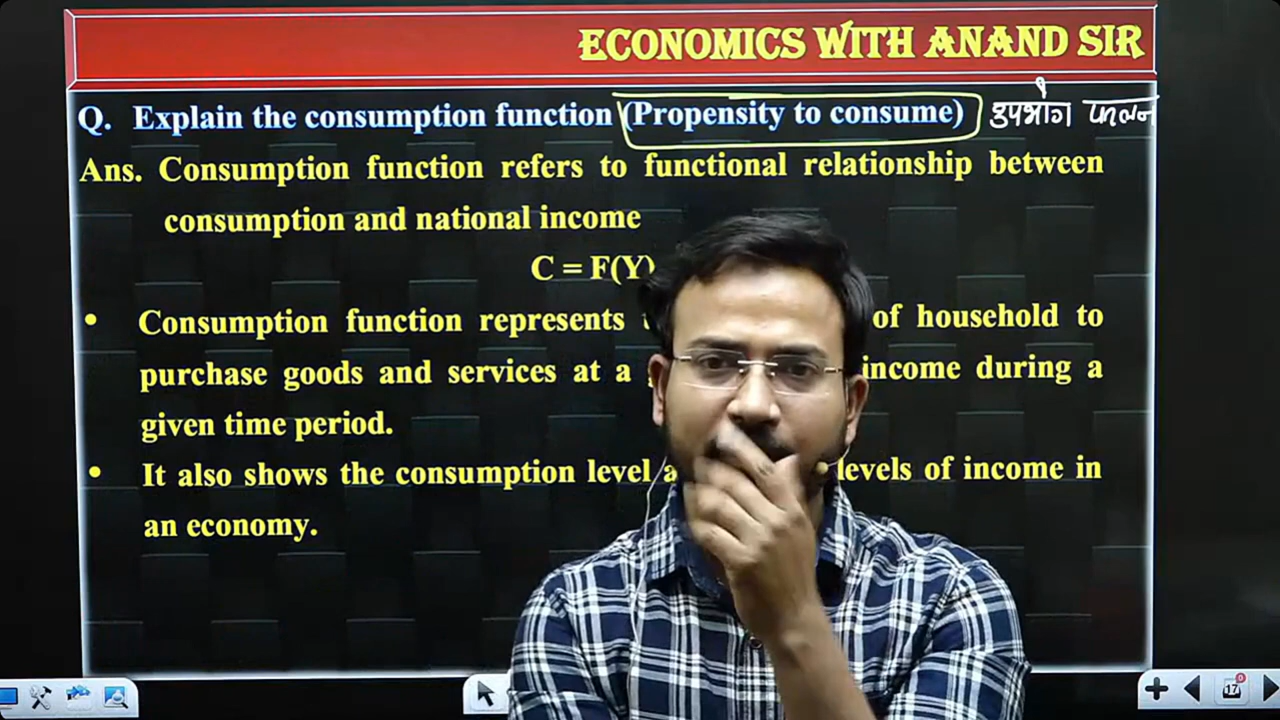 ECONOMICS WITH ANAND SIR
Q. Explain the consumption function (Propensity to consume) उपभोग फलन
Ans. Consumption function refers to functional relationship between
consumption and national income
C = F(Y)
• Consumption function represents of household to
purchase goods and services at a income during a
given time period.
• It also shows the consumption level levels of income in
an economy.
17